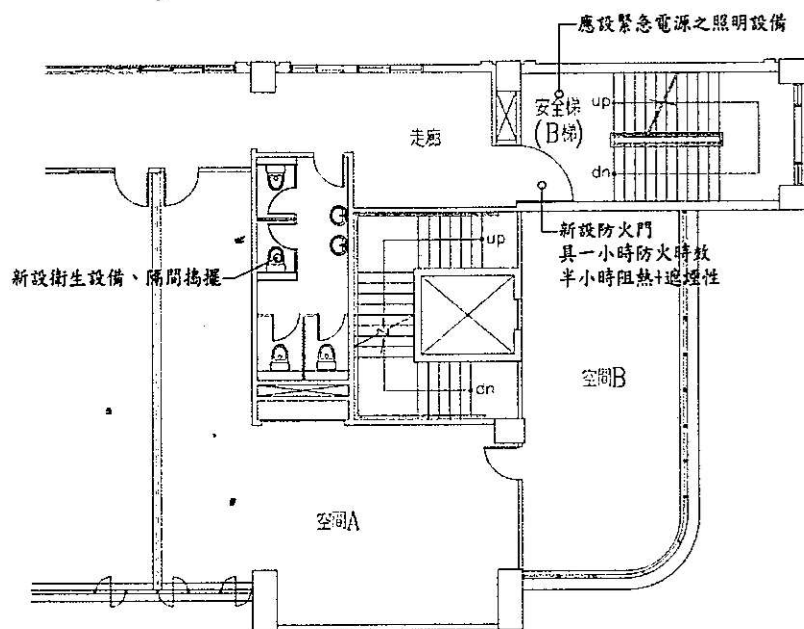 應設緊急電源之照明設備
安全梯
(B梯)
up
dn
走廊
新設防火門
具一小時防火時效
半小時阻熱+遮煙性
up
新設衛生設備、隔間搗擺
dn
空間B
空間A